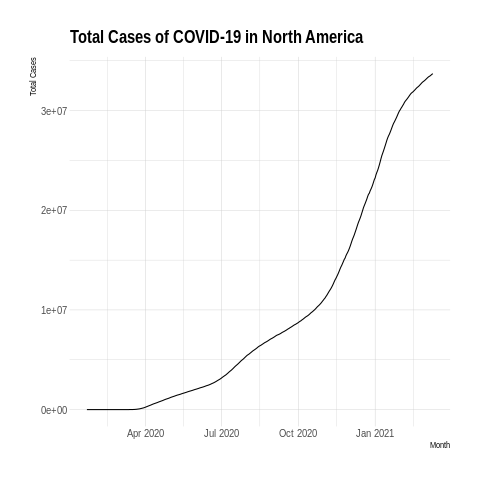 Total Cases of COVID-19 in North America
Total Cases
3e+07
2e+07
1e+07
0e+00
Apr 2020 Jul 2020 Oct 2020 Jan 2021
Month